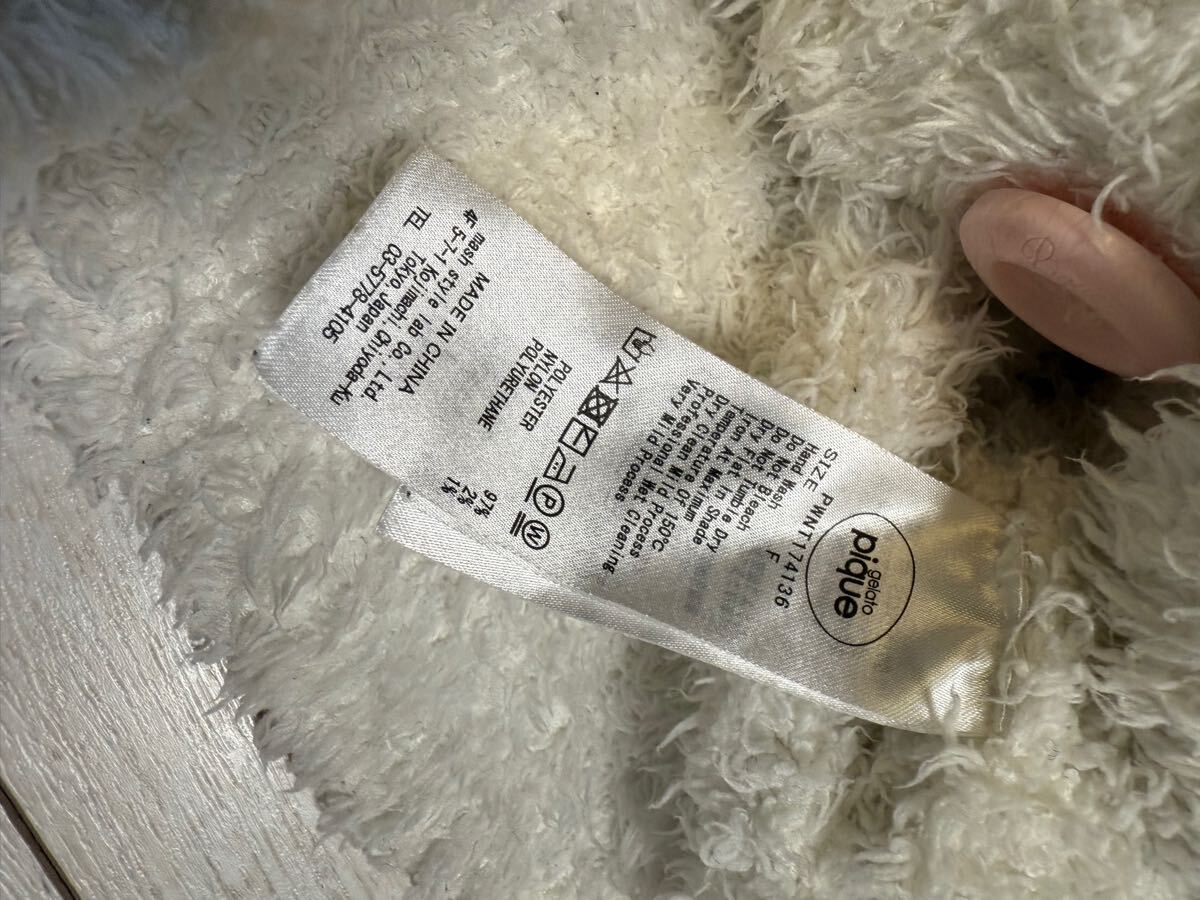 gelato
pique
PWNT174136
SIZE F
Hand Wash
Do Not Bleach
Do Not Tumble Dry
Dry Flat In Shade
Iron At Maximum
Temperature of 150℃
Dry Clean Mild Process
Professional Wet Cleaning
Very Mild Process
P
W
POLYESTER 97%
NYLON 2%
POLYURETHANE 1%
MADE IN CHINA
mash style lab Co., Ltd.
4F 5-7-1 Kojimachi Chiyoda-ku
Tokyo, Japan
TEL 03-5778-4105